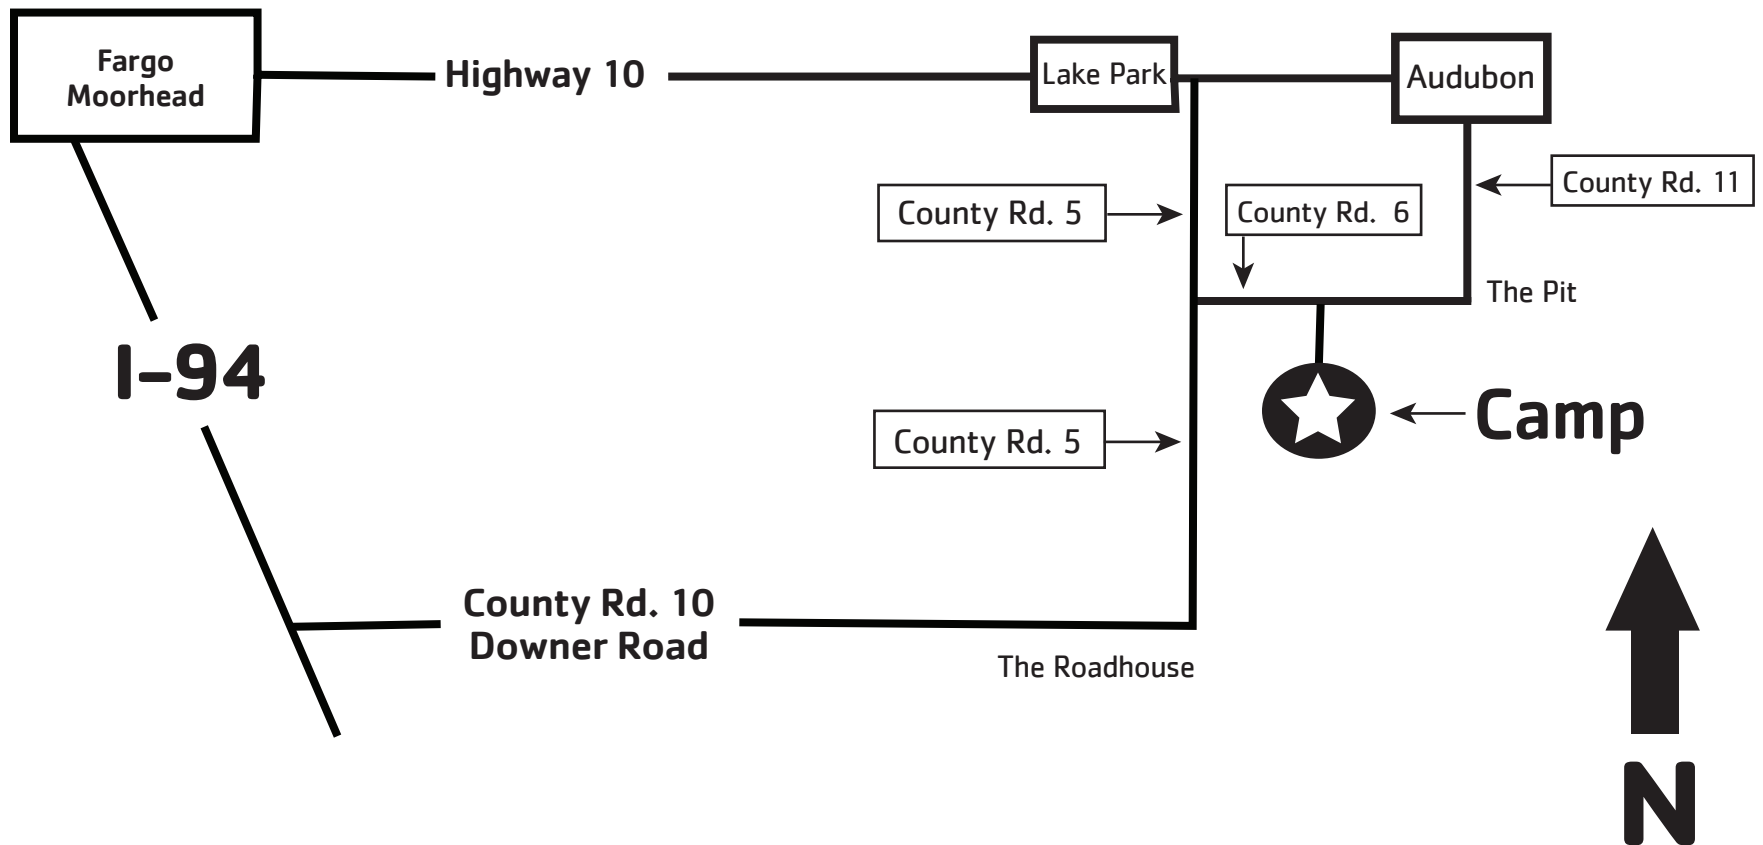 Fargo
Moorhead
Highway 10
Lake Park
Audubon
County Rd. 11
County Rd. 5
County Rd. 6
The Pit
I-94
Camp
County Rd. 5
County Rd. 10
Downer Road
The Roadhouse
N